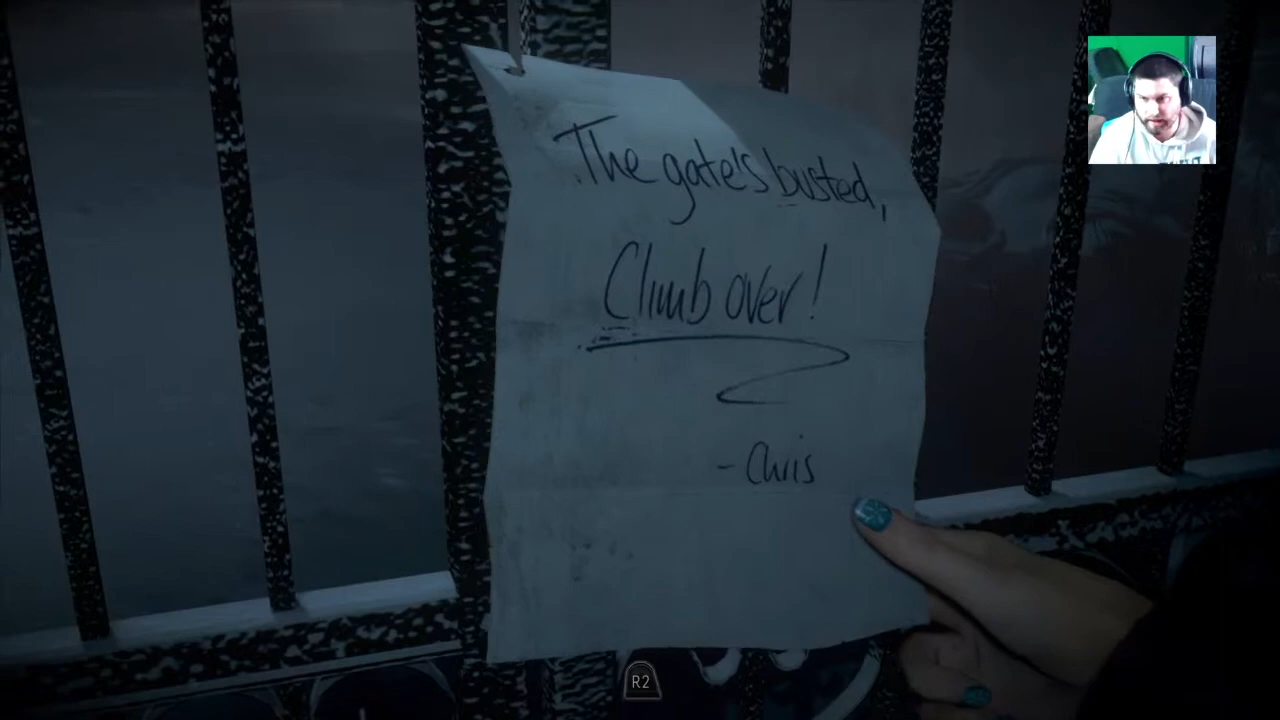 The gate's busted,
Climb over!
- Chris
R2